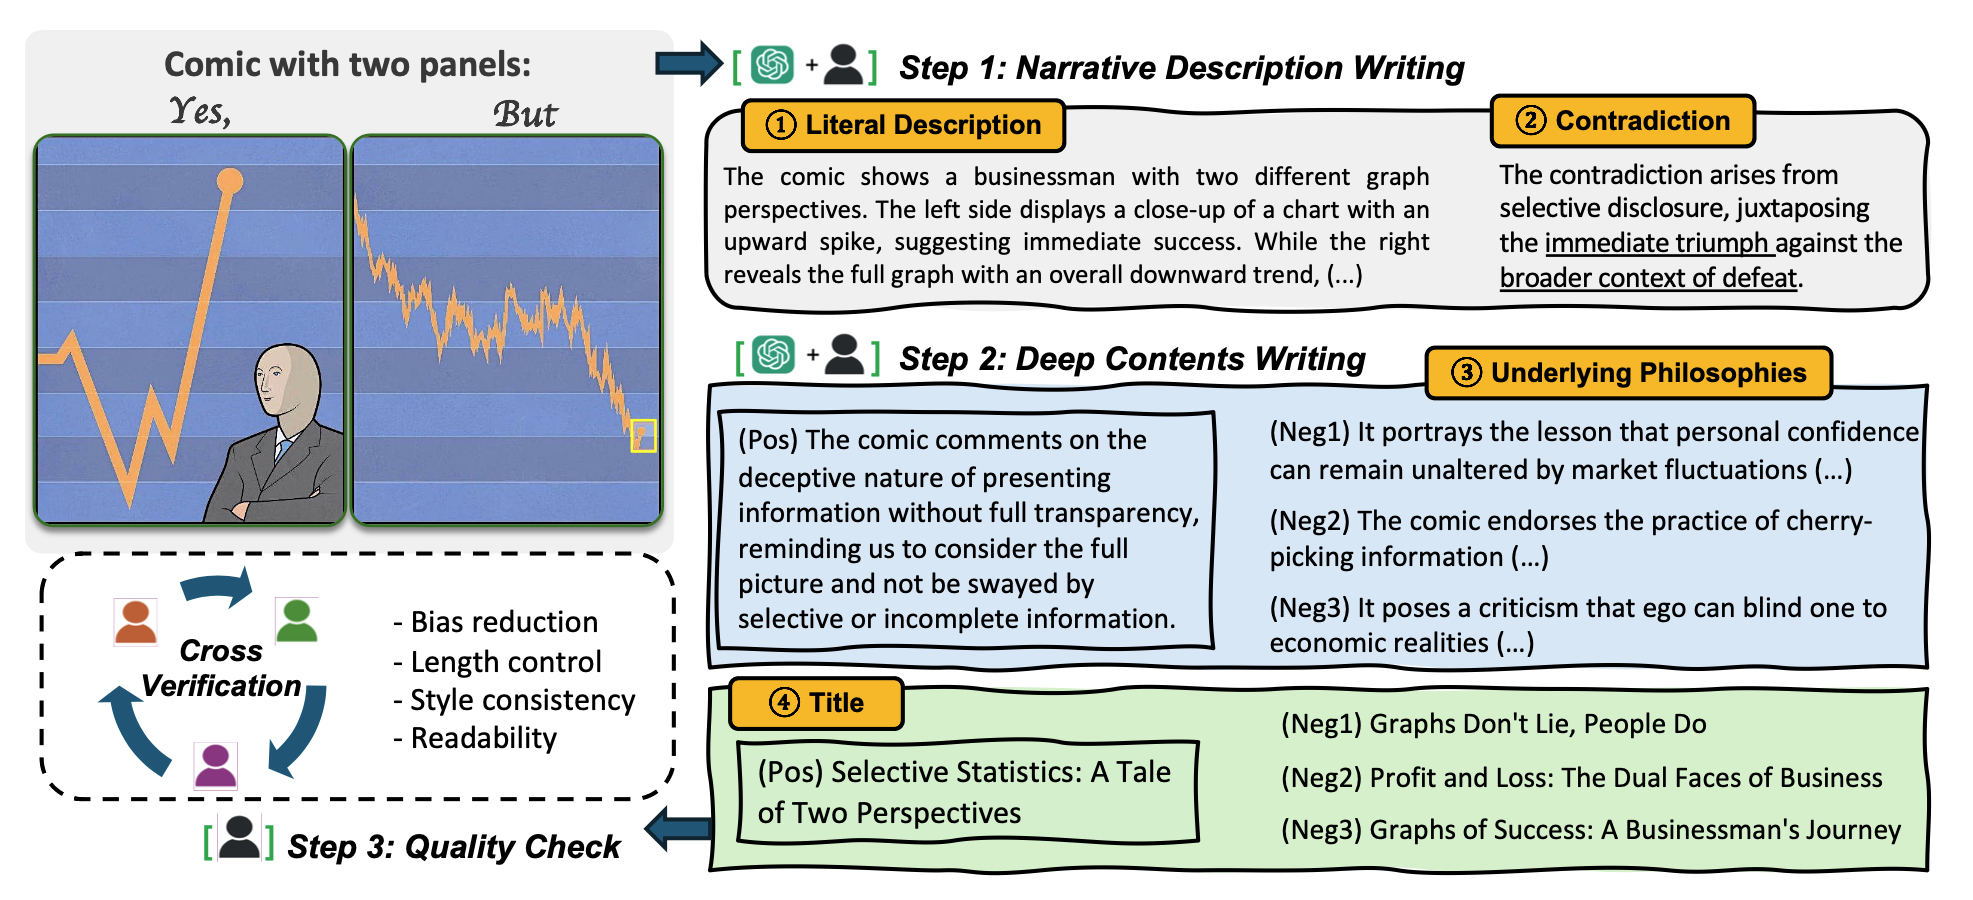 Comic with two panels:
Yes,
But
[ + ] Step 1: Narrative Description Writing
① Literal Description
The comic shows a businessman with two different graph
perspectives. The left side displays a close-up of a chart with an
upward spike, suggesting immediate success. While the right
reveals the full graph with an overall downward trend, (...)
② Contradiction
The contradiction arises from
selective disclosure, juxtaposing
the immediate triumph against the
broader context of defeat.
[ + ] Step 2: Deep Contents Writing
③ Underlying Philosophies
(Pos) The comic comments on the
deceptive nature of presenting
information without full transparency,
reminding us to consider the full
picture and not be swayed by
selective or incomplete information.
(Neg1) It portrays the lesson that personal confidence
can remain unaltered by market fluctuations (...)
(Neg2) The comic endorses the practice of cherry-
picking information (...)
(Neg3) It poses a criticism that ego can blind one to
economic realities (...)
④ Title
(Pos) Selective Statistics: A Tale
of Two Perspectives
(Neg1) Graphs Don't Lie, People Do
(Neg2) Profit and Loss: The Dual Faces of Business
(Neg3) Graphs of Success: A Businessman's Journey
Cross
Verification
- Bias reduction
- Length control
- Style consistency
- Readability
[ ] Step 3: Quality Check